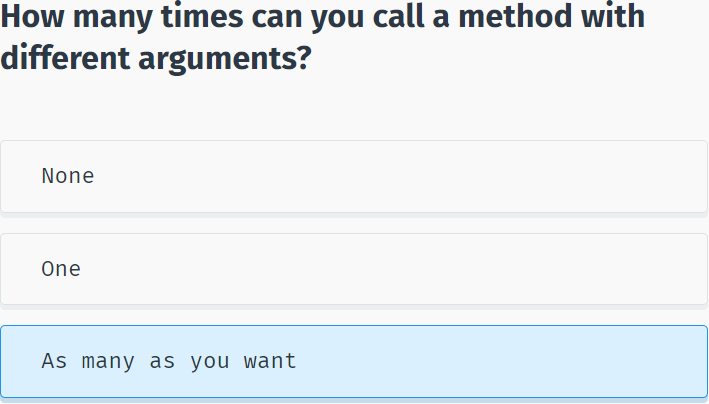 How many times can you call a method with
different arguments?
None
One
As many as you want